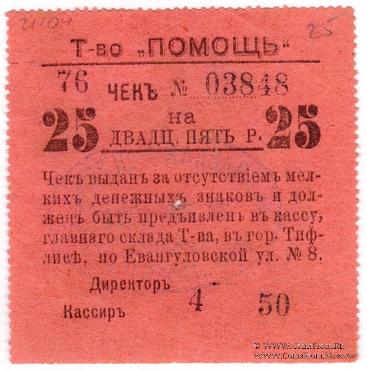 21104 25
Т-во „ПОМОЩЬ"
76 ЧЕКЪ № 03848
25 на 25
ДВАДЦ. ПЯТЬ Р.
Чекъ выданъ за отсутствіемъ мел-
кихъ денежныхъ знаковъ и дол-
женъ быть предъявленъ въ кассу,
главнаго склада Т-ва, въ гор. Тиф-
лисѣ, по Евангуловской ул. № 8.
Директоръ
Кассиръ 4 50